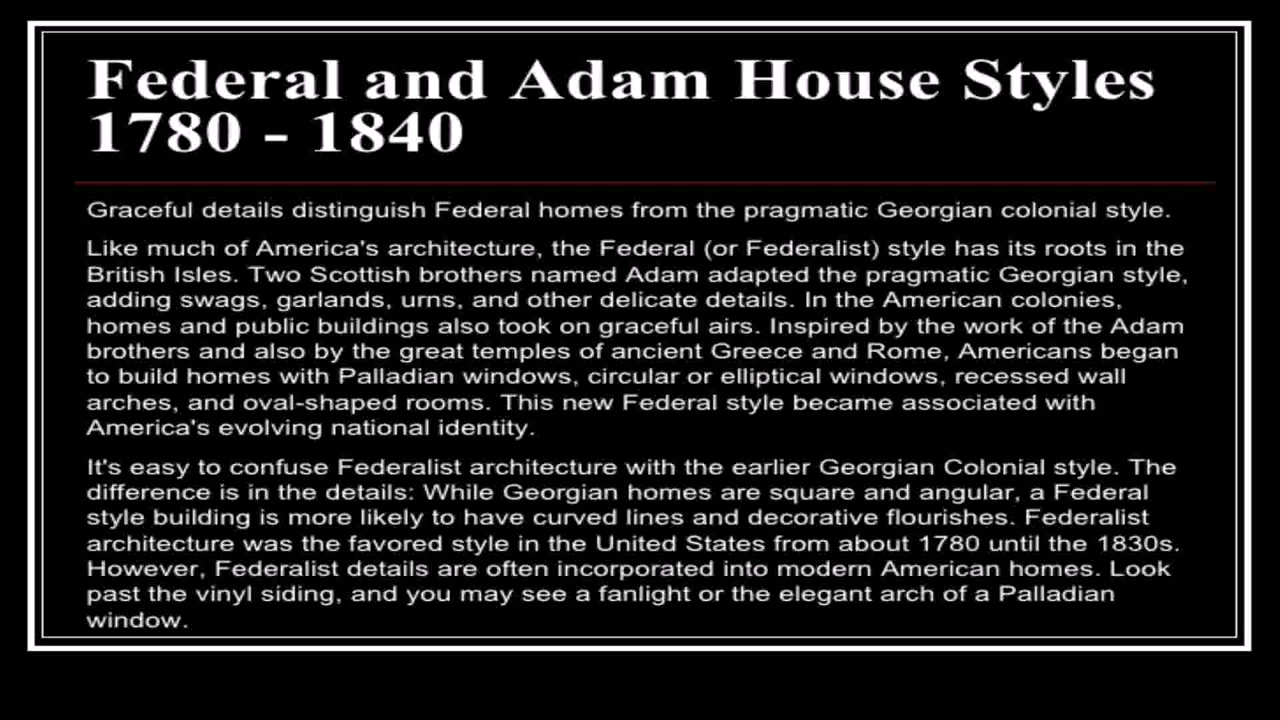 Federal and Adam House Styles
1780 - 1840
Graceful details distinguish Federal homes from the pragmatic Georgian colonial style.
Like much of America's architecture, the Federal (or Federalist) style has its roots in the
British Isles. Two Scottish brothers named Adam adapted the pragmatic Georgian style,
adding swags, garlands, urns, and other delicate details. In the American colonies,
homes and public buildings also took on graceful airs. Inspired by the work of the Adam
brothers and also by the great temples of ancient Greece and Rome, Americans began
to build homes with Palladian windows, circular or elliptical windows, recessed wall
arches, and oval-shaped rooms. This new Federal style became associated with
America's evolving national identity.
It's easy to confuse Federalist architecture with the earlier Georgian Colonial style. The
difference is in the details: While Georgian homes are square and angular, a Federal
style building is more likely to have curved lines and decorative flourishes. Federalist
architecture was the favored style in the United States from about 1780 until the 1830s.
However, Federalist details are often incorporated into modern American homes. Look
past the vinyl siding, and you may see a fanlight or the elegant arch of a Palladian
window.